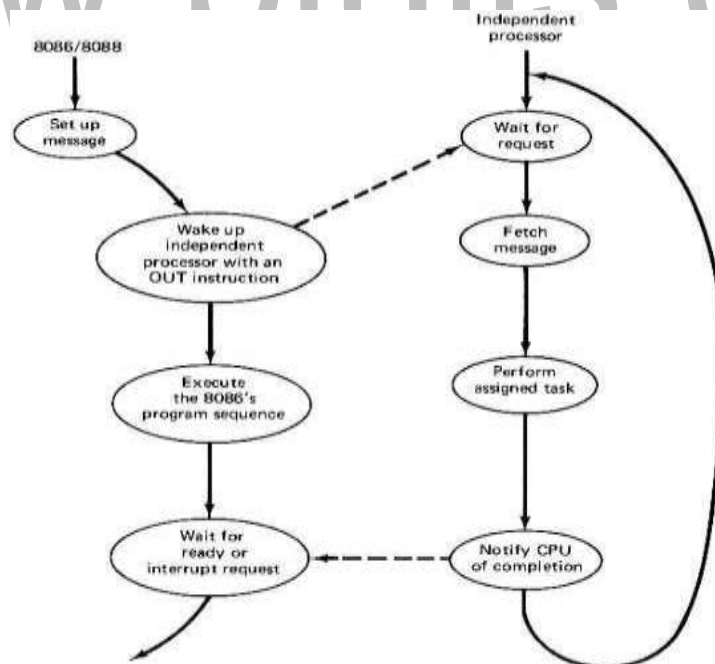 8086/8088
Set up
message
Wake up
independent
processor with an
OUT instruction
Execute
the 8086's
program sequence
Wait for
ready or
interrupt request
Independent
processor
Wait for
request
Fetch
message
Perform
assigned task
Notify CPU
of completion